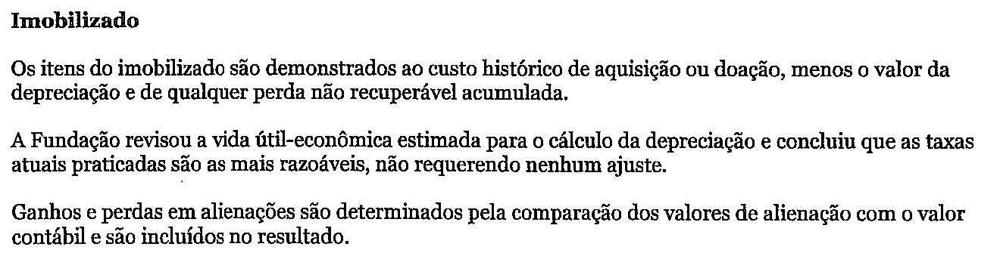 Imobilizado
Os itens do imobilizado são demonstrados ao custo histórico de aquisição ou doação, menos o valor da
depreciação e de qualquer perda não recuperável acumulada.
A Fundação revisou a vida útil-econômica estimada para o cálculo da depreciação e concluiu que as taxas
atuais praticadas são as mais razoáveis, não requerendo nenhum ajuste.
Ganhos e perdas em alienações são determinados pela comparação dos valores de alienação com o valor
contábil e são incluídos no resultado.